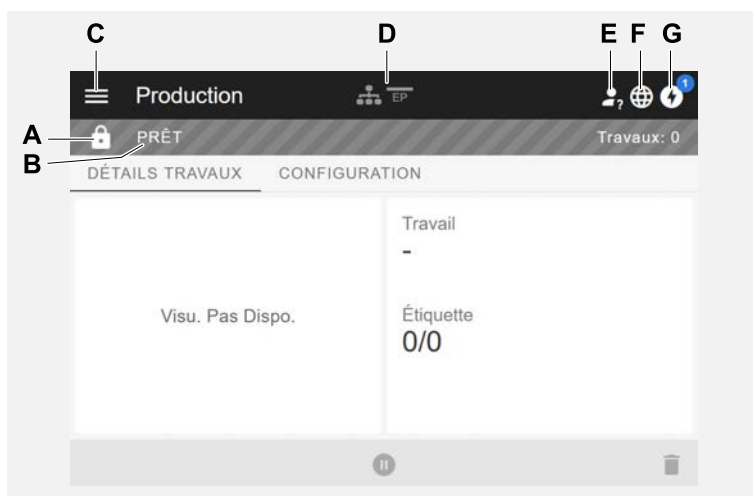 C D E F G
Production EP ? 1
A PRÊT Travaux: 0
B
DÉTAILS TRAVAUX CONFIGURATION
Travail
-
Visu. Pas Dispo.
Étiquette
0/0